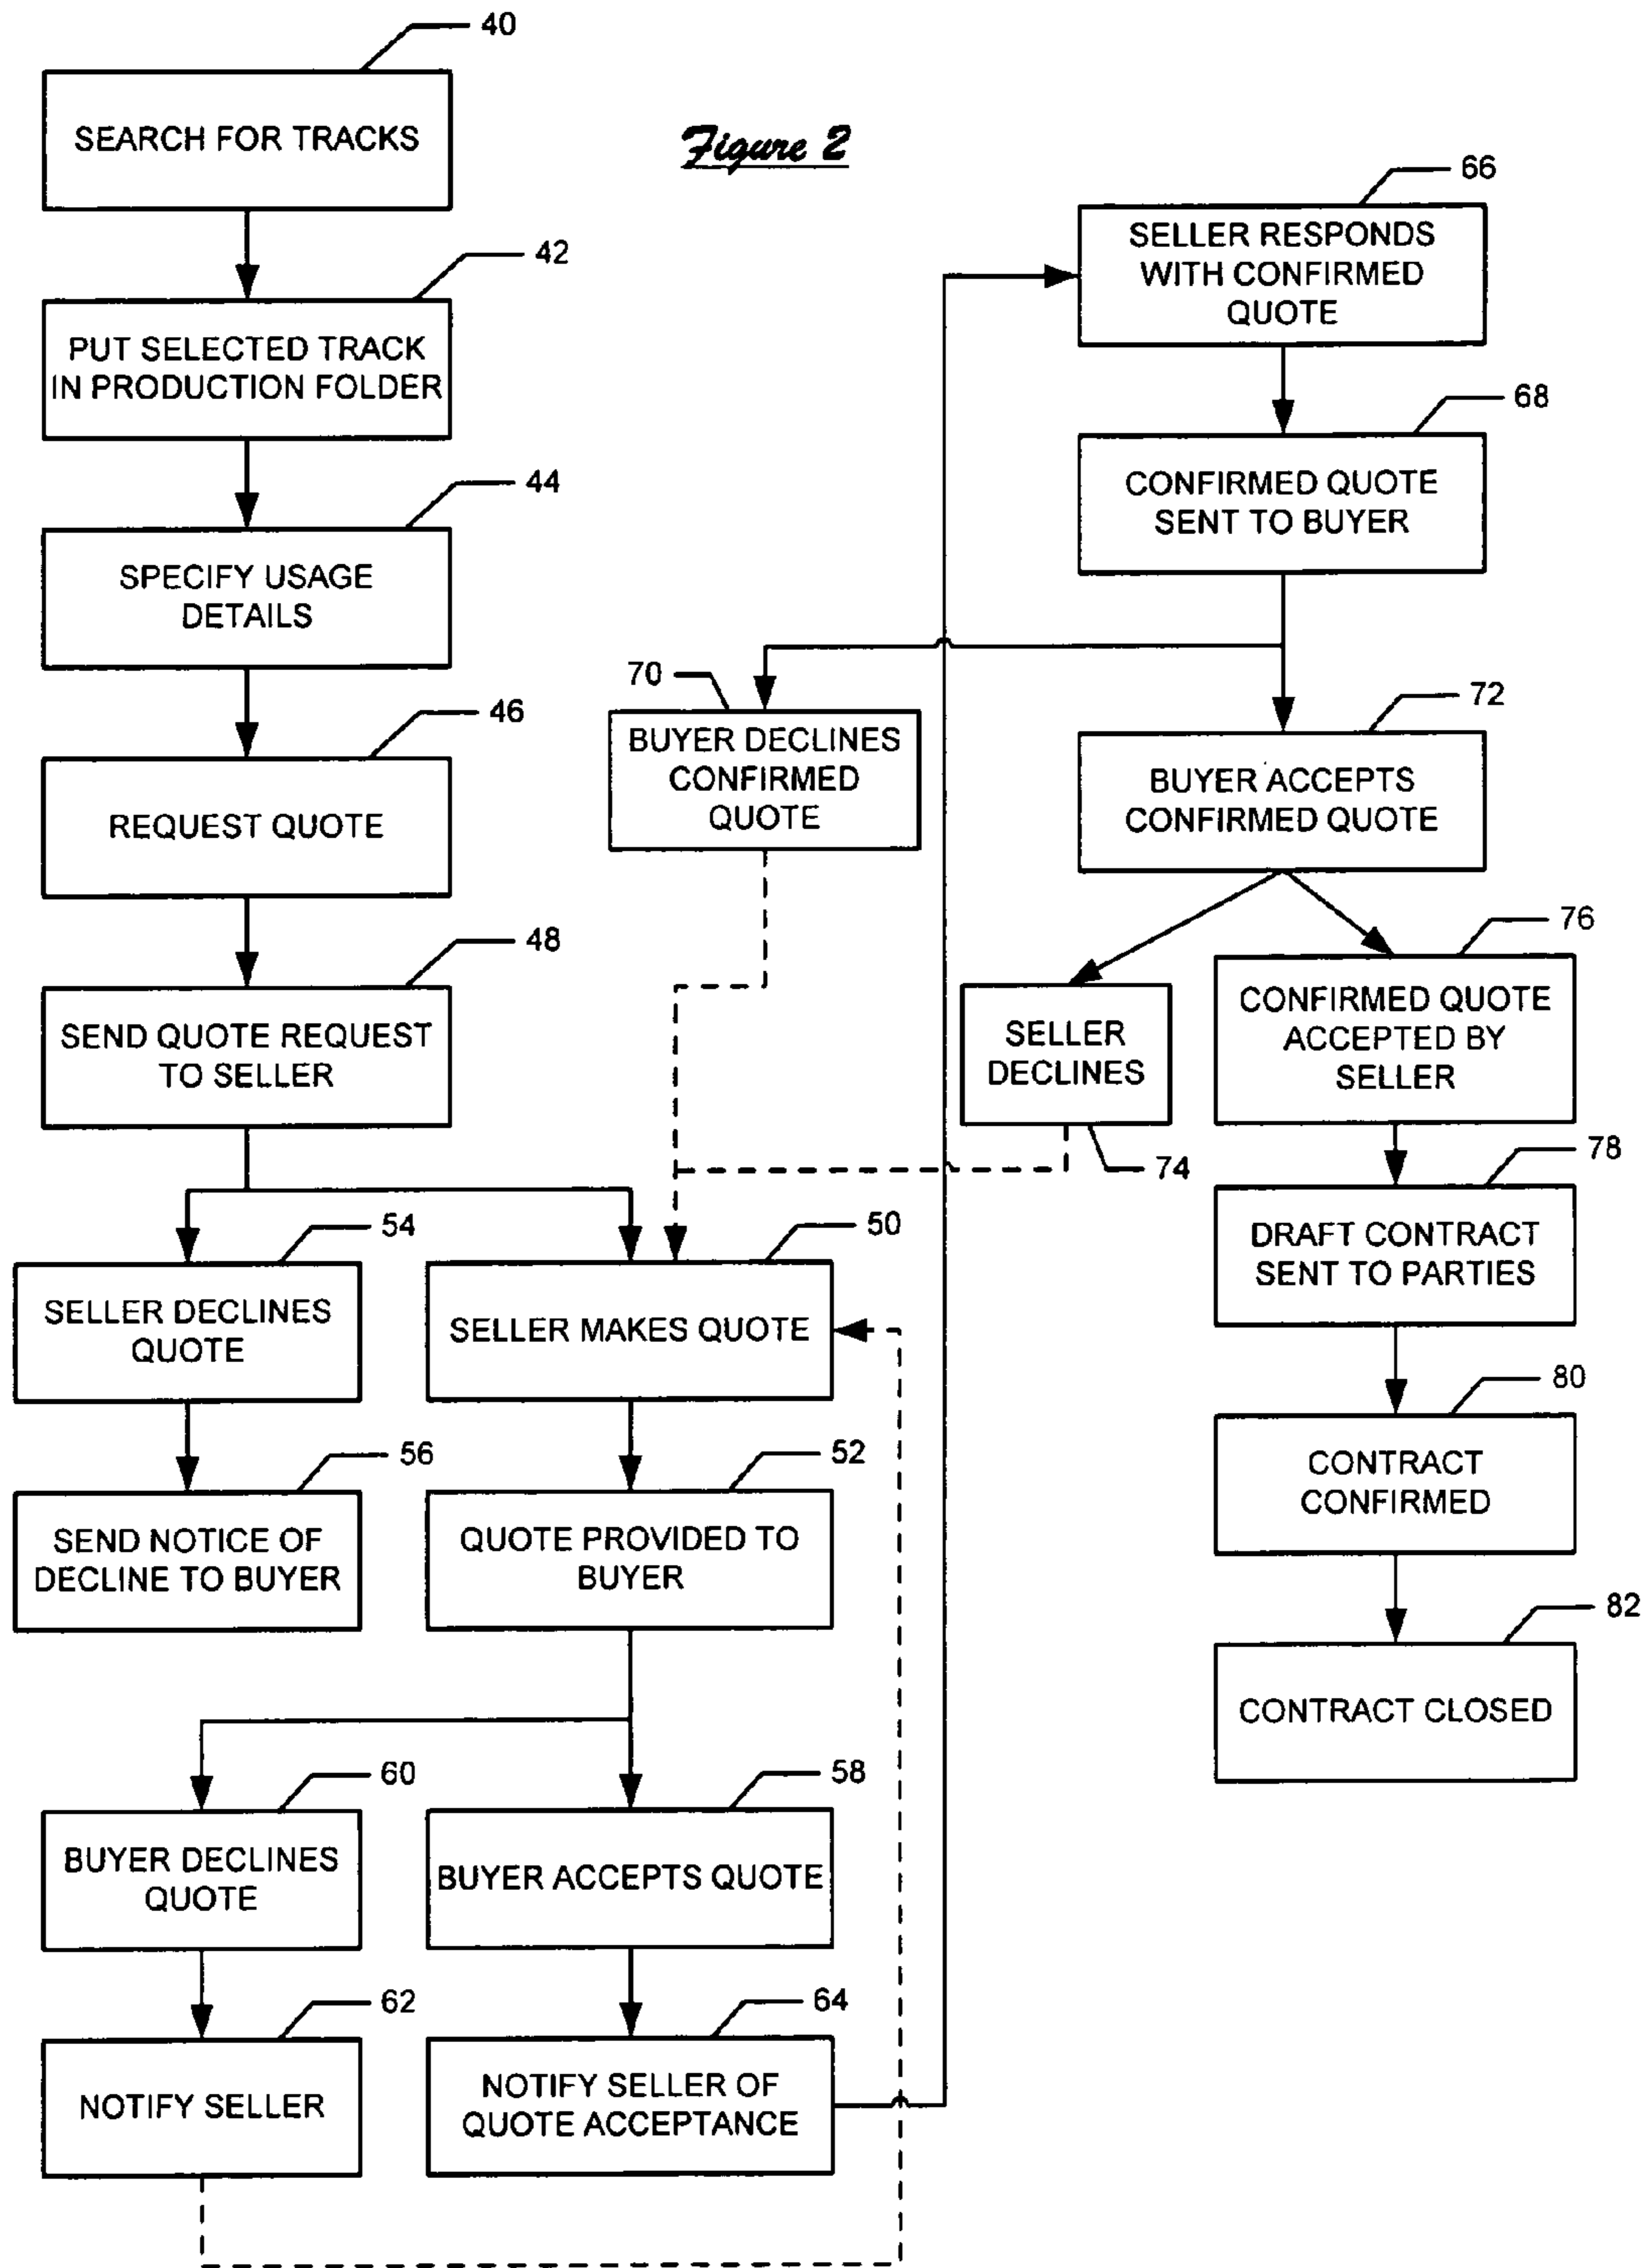 40
SEARCH FOR TRACKS
Figure 2
42
PUT SELECTED TRACK
IN PRODUCTION FOLDER
44
SPECIFY USAGE
DETAILS
46
REQUEST QUOTE
48
SEND QUOTE REQUEST
TO SELLER
54
SELLER DECLINES
QUOTE
50
SELLER MAKES QUOTE
56
SEND NOTICE OF
DECLINE TO BUYER
52
QUOTE PROVIDED TO
BUYER
60
BUYER DECLINES
QUOTE
58
BUYER ACCEPTS QUOTE
62
NOTIFY SELLER
64
NOTIFY SELLER OF
QUOTE ACCEPTANCE
66
SELLER RESPONDS
WITH CONFIRMED
QUOTE
68
CONFIRMED QUOTE
SENT TO BUYER
70
BUYER DECLINES
CONFIRMED
QUOTE
72
BUYER ACCEPTS
CONFIRMED QUOTE
SELLER
DECLINES
74
76
CONFIRMED QUOTE
ACCEPTED BY
SELLER
78
DRAFT CONTRACT
SENT TO PARTIES
80
CONTRACT
CONFIRMED
82
CONTRACT CLOSED